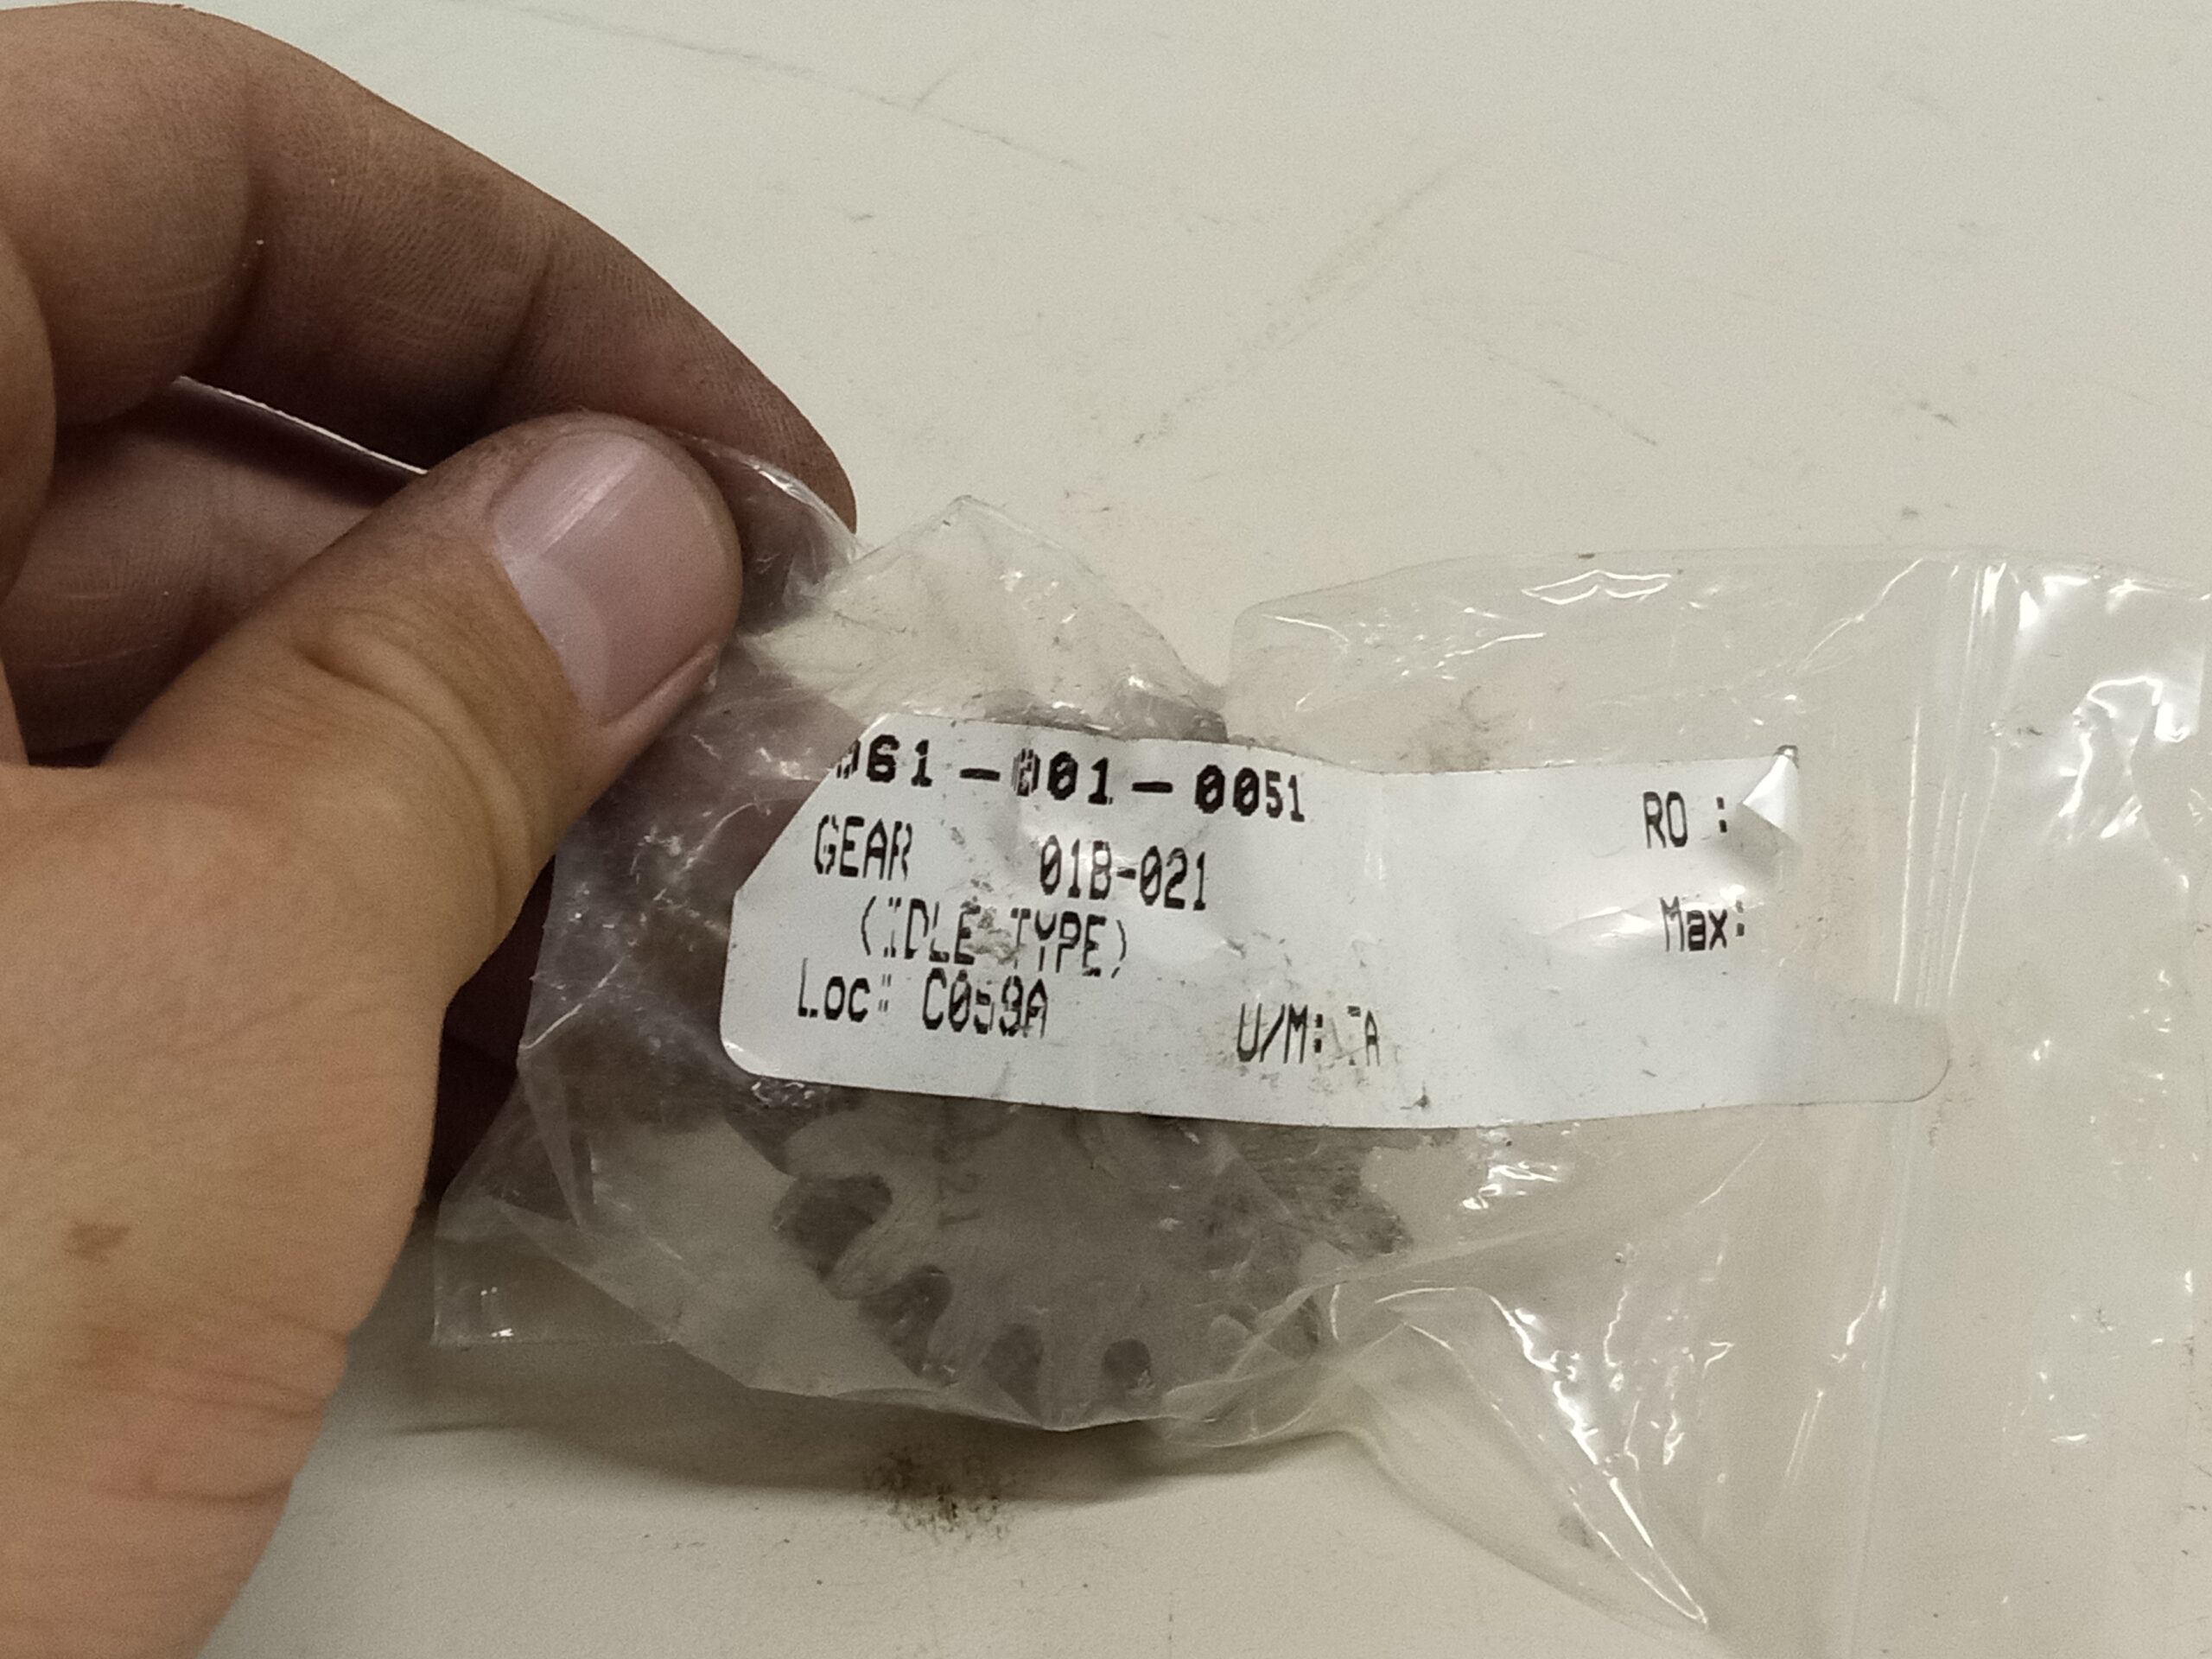 061-001-0051
RO :
GEAR 01B-021
Max:
(IDLE TYPE)
Loc: C059A
U/M: EA